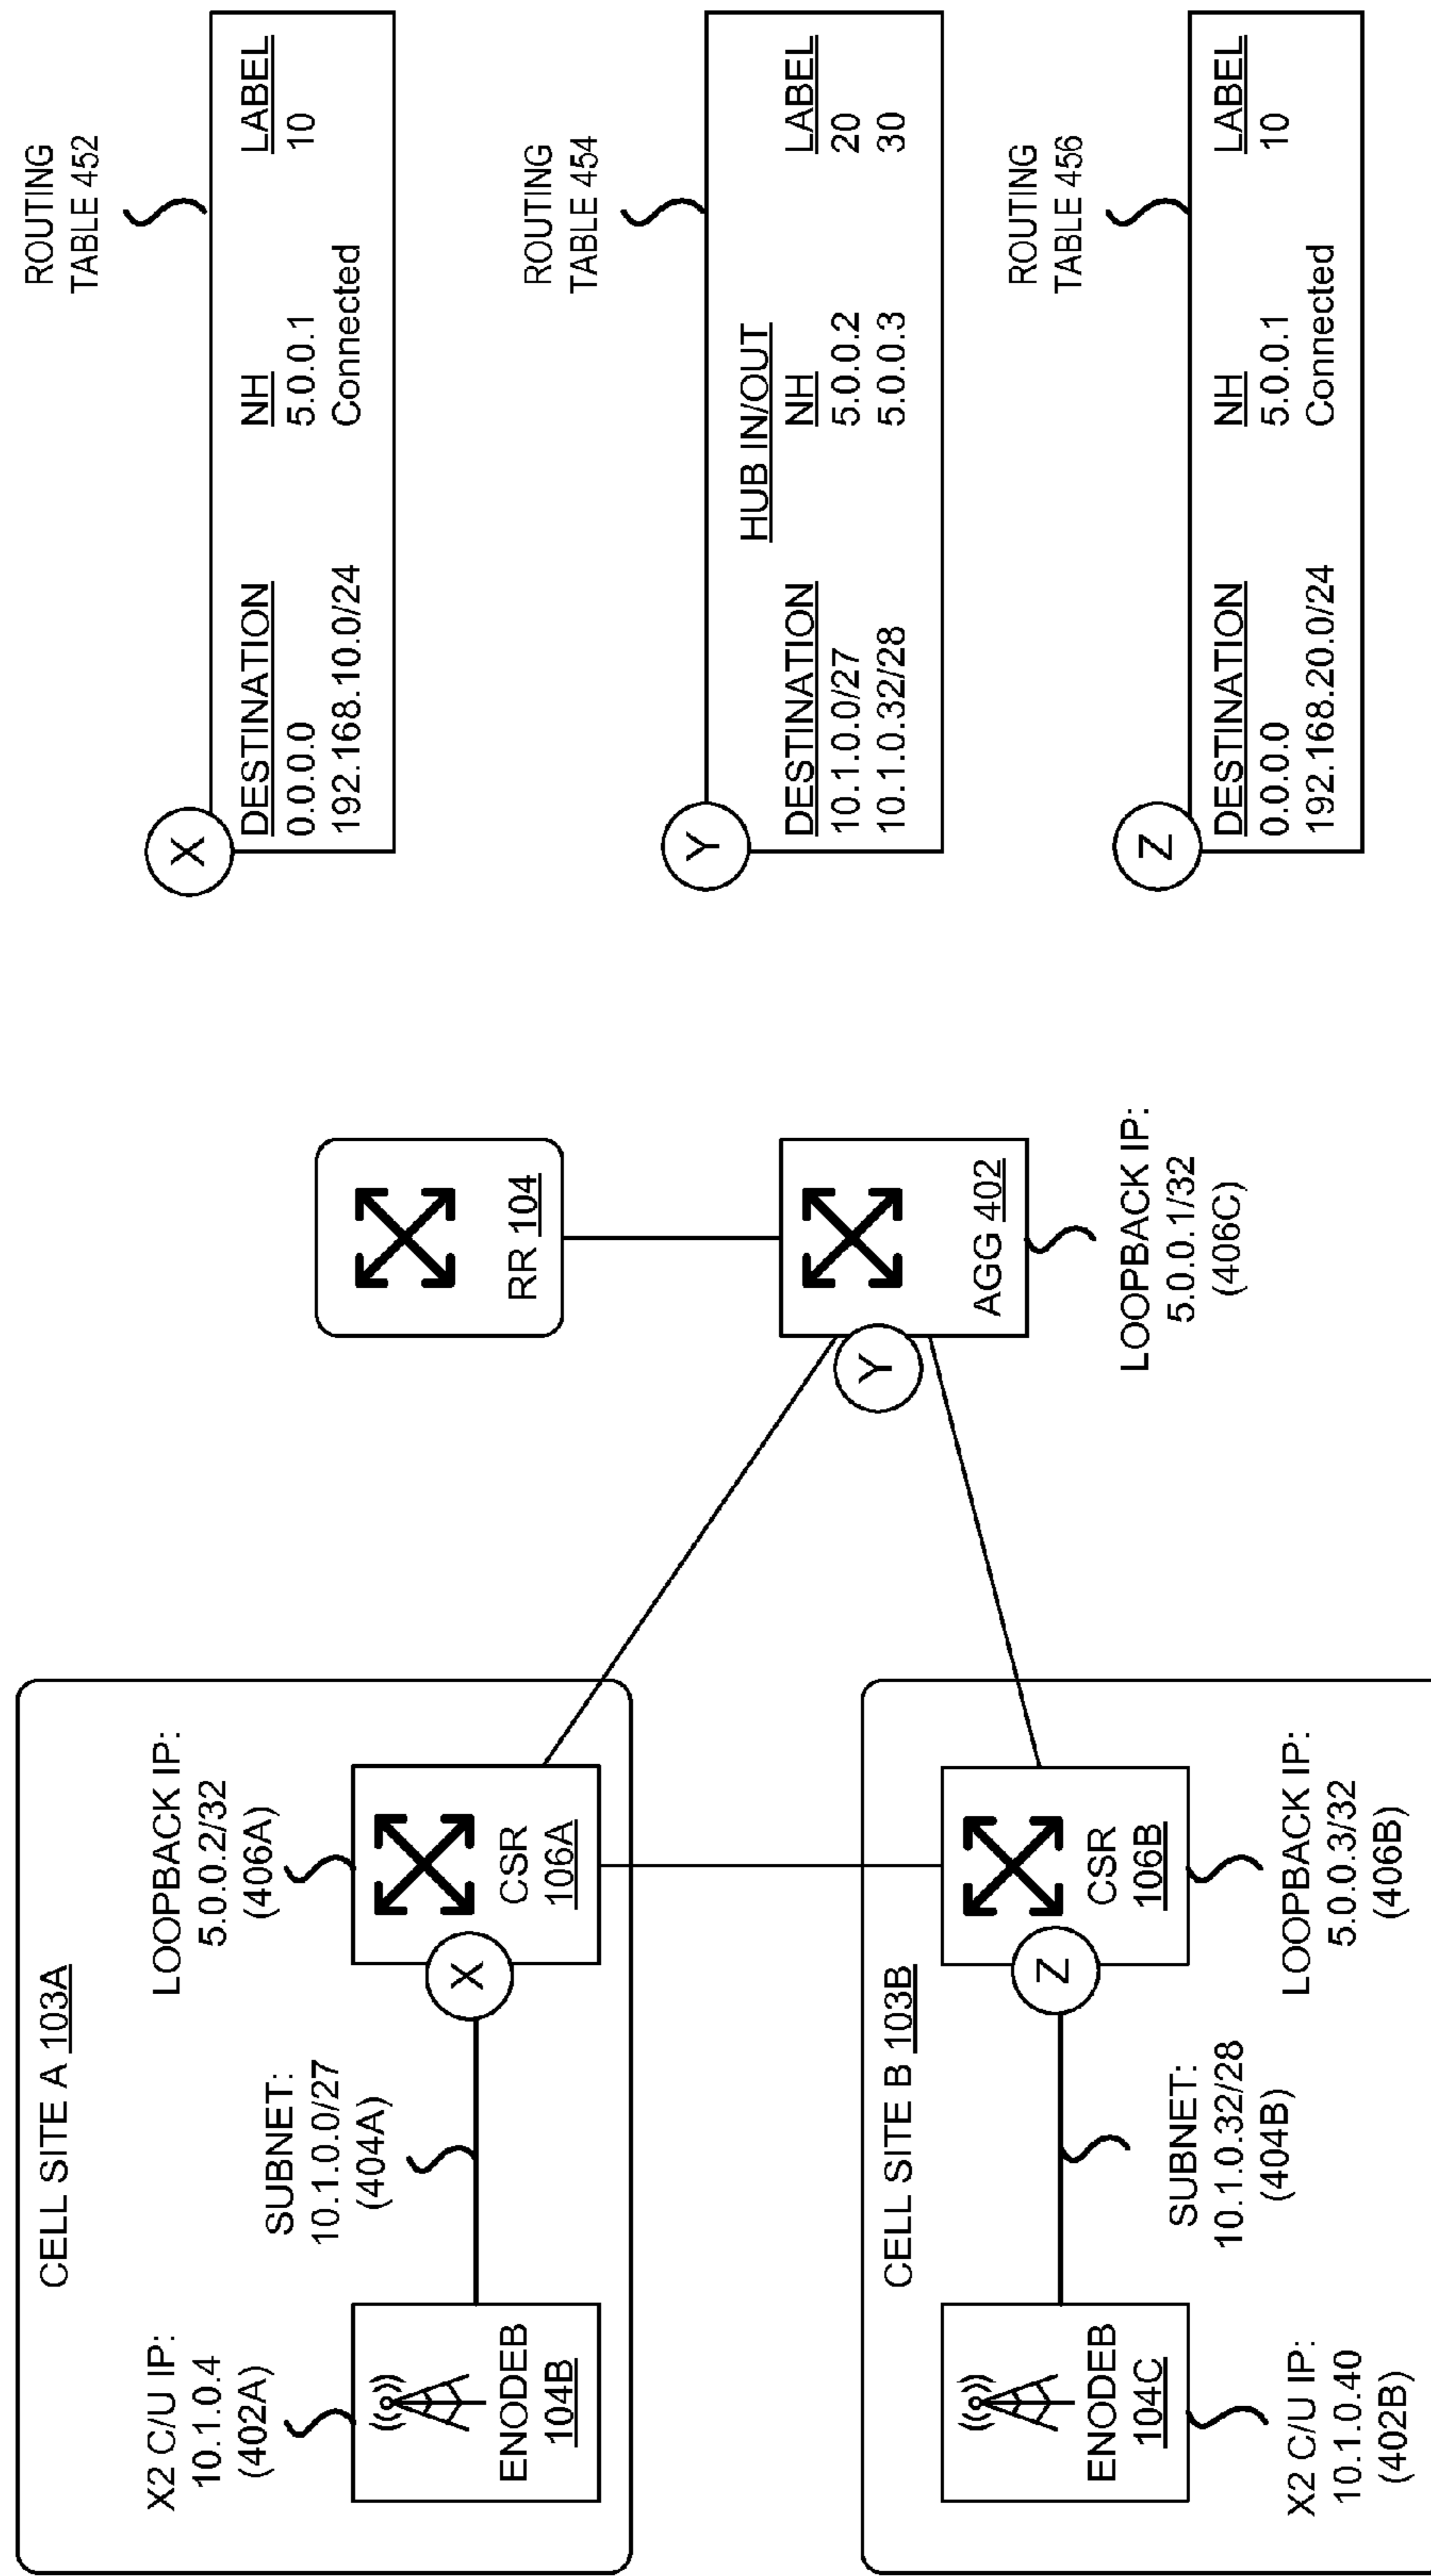 CELL SITE A 103A
X2 C/U IP:
10.1.0.4
(402A)
ENODEB
104B
SUBNET:
10.1.0.0/27
(404A)
LOOPBACK IP:
5.0.0.2/32
(406A)
X
CSR
106A
CELL SITE B 103B
ENODEB
104C
X2 C/U IP:
10.1.0.40
(402B)
SUBNET:
10.1.0.32/28
(404B)
Z
CSR
106B
LOOPBACK IP:
5.0.0.3/32
(406B)
RR 104
Y
AGG 402
LOOPBACK IP:
5.0.0.1/32
(406C)
ROUTING
TABLE 452
X
DESTINATION NH LABEL
0.0.0.0 5.0.0.1 10
192.168.10.0/24 Connected
ROUTING
TABLE 454
Y
HUB IN/OUT
DESTINATION NH LABEL
10.1.0.0/27 5.0.0.2 20
10.1.0.32/28 5.0.0.3 30
ROUTING
TABLE 456
Z
DESTINATION NH LABEL
0.0.0.0 5.0.0.1 10
192.168.20.0/24 Connected